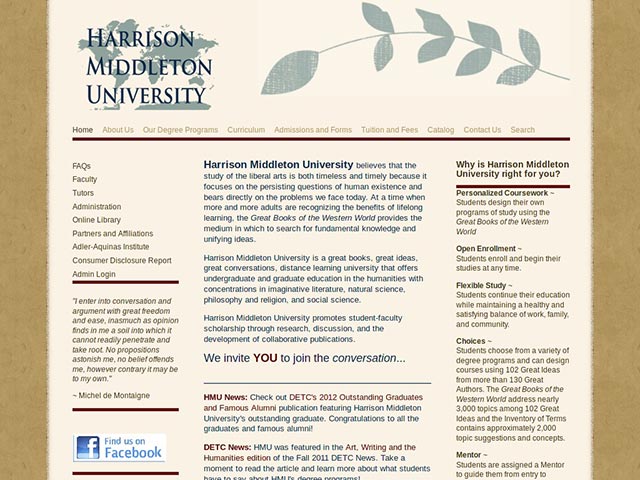 HARRISON
MIDDLETON
UNIVERSITY
Home About Us Our Degree Programs Curriculum Admissions and Forms Tuition and Fees Catalog Contact Us Search
FAQs
Faculty
Tutors
Administration
Online Library
Partners and Affiliations
Adler-Aquinas Institute
Consumer Disclosure Report
Admin Login
"I enter into conversation and
argument with great freedom
and ease, inasmuch as opinion
finds in me a soil into which it
cannot readily penetrate and
take root. No propositions
astonish me, no belief offends
me, however contrary it may be
to my own."
~ Michel de Montaigne
Find us on
Facebook
Harrison Middleton University believes that the
study of the liberal arts is both timeless and timely because it
focuses on the persisting questions of human existence and
bears directly on the problems we face today. At a time when
more and more adults are recognizing the benefits of lifelong
learning, the Great Books of the Western World provides the
medium in which to search for fundamental knowledge and
unifying ideas.
Harrison Middleton University is a great books, great ideas,
great conversations, distance learning university that offers
undergraduate and graduate education in the humanities with
concentrations in imaginative literature, natural science,
philosophy and religion, and social science.
Harrison Middleton University promotes student-faculty
scholarship through research, discussion, and the
development of collaborative publications.
We invite YOU to join the conversation...
HMU News: Check out DETC's 2012 Outstanding Graduates
and Famous Alumni publication featuring Harrison Middleton
University's outstanding graduate. Congratulations to all the
graduates and famous alumni!
DETC News: HMU was featured in the Art, Writing and the
Humanities edition of the Fall 2011 DETC News. Take a
moment to read the article and learn more about what students
have to say about HMU's degree programs!
Why is Harrison Middleton
University right for you?
Personalized Coursework ~
Students design their own
programs of study using the
Great Books of the Western
World
Open Enrollment ~
Students enroll and begin their
studies at any time.
Flexible Study ~
Students continue their education
while maintaining a healthy and
satisfying balance of work, family,
and community.
Choices ~
Students choose from a variety of
degree programs and can design
courses using 102 Great Ideas
from more than 130 Great
Authors. The Great Books of the
Western World address nearly
3,000 topics among 102 Great
Ideas and the Inventory of Terms
contains approximately 2,000
topic suggestions and concepts.
Mentor ~
Students are assigned a Mentor
to guide them from entry to